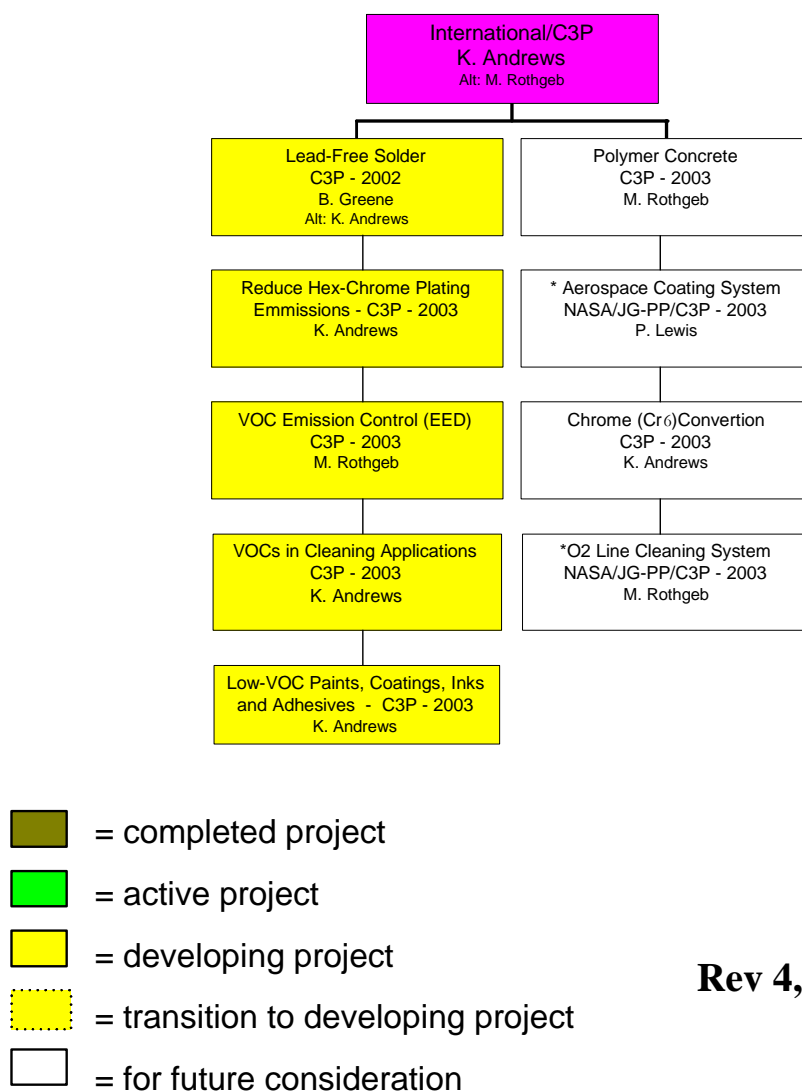 International/C3P
K. Andrews
Alt: M. Rothgeb
Lead-Free Solder
C3P - 2002
B. Greene
Alt: K. Andrews
Reduce Hex-Chrome Plating
Emmissions - C3P - 2003
K. Andrews
VOC Emission Control (EED)
C3P - 2003
M. Rothgeb
VOCs in Cleaning Applications
C3P - 2003
K. Andrews
Low-VOC Paints, Coatings, Inks
and Adhesives - C3P - 2003
K. Andrews
Polymer Concrete
C3P - 2003
M. Rothgeb
* Aerospace Coating System
NASA/JG-PP/C3P - 2003
P. Lewis
Chrome (Cr6)Convertion
C3P - 2003
K. Andrews
*O2 Line Cleaning System
NASA/JG-PP/C3P - 2003
M. Rothgeb
= completed project
= active project
= developing project
= transition to developing project
= for future consideration
Rev 4,